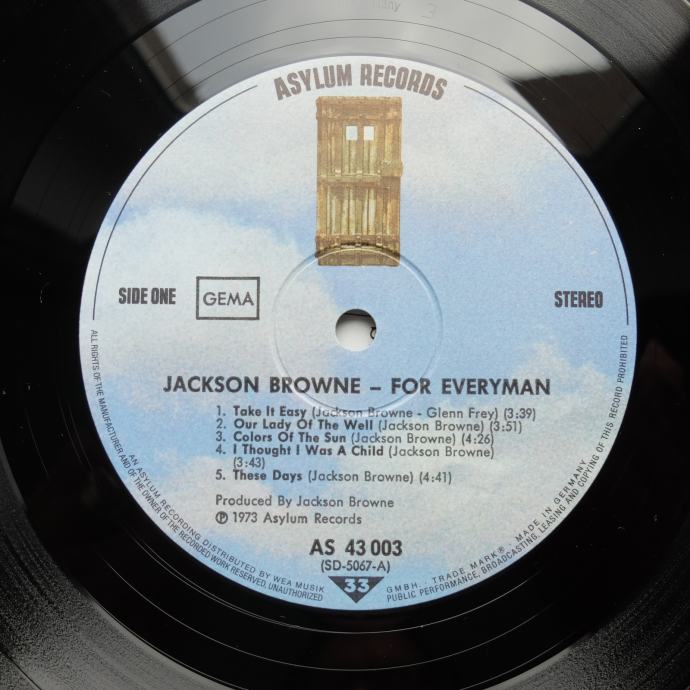 ASYLUM RECORDS
SIDE ONE
GEMA
STEREO
JACKSON BROWNE – FOR EVERYMAN
1. Take It Easy (Jackson Browne - Glenn Frey) (3:39)
2. Our Lady Of The Well (Jackson Browne) (3:51)
3. Colors Of The Sun (Jackson Browne) (4:26)
4. I Thought I Was A Child (Jackson Browne)
(3:43)
5. These Days (Jackson Browne) (4:41)
Produced By Jackson Browne
℗ 1973 Asylum Records
AS 43 003
(SD-5067-A)
33
AN ASYLUM RECORDING DISTRIBUTED BY WEA MUSIK GMBH. · TRADE MARK® · MADE IN GERMANY
ALL RIGHTS OF THE MANUFACTURER AND OF THE OWNER OF THE RECORDED WORK RESERVED. UNAUTHORIZED PUBLIC PERFORMANCE, BROADCASTING, LEASING AND COPYING OF THIS RECORD PROHIBITED